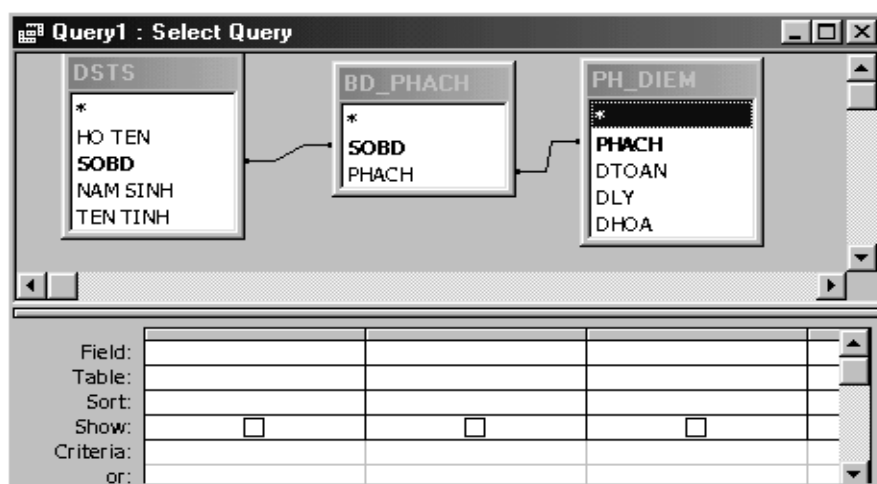 Query1 : Select Query
DSTS
*
HO TEN
SOBD
NAM SINH
TEN TINH
BD_PHACH
*
SOBD
PHACH
PH_DIEM
*
PHACH
DTOAN
DLY
DHOA
Field:
Table:
Sort:
Show:
Criteria:
or: